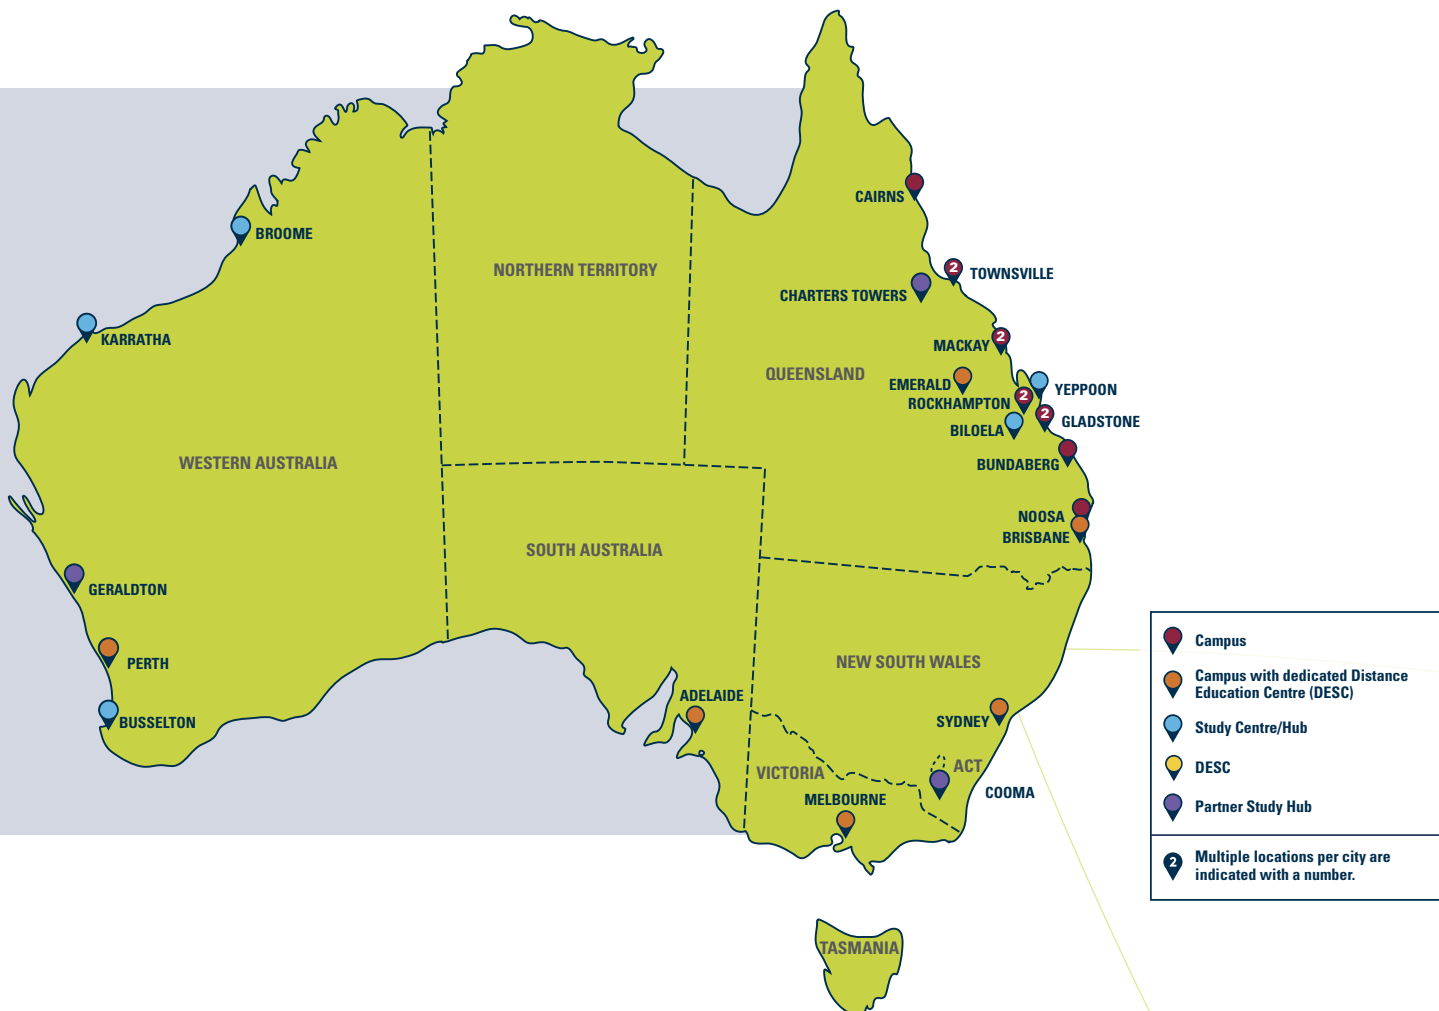 CAIRNS
BROOME
2
TOWNSVILLE
NORTHERN TERRITORY
CHARTERS TOWERS
KARRATHA
2
MACKAY
QUEENSLAND
EMERALD
YEPPOON
2
ROCKHAMPTON
2
GLADSTONE
BILOELA
WESTERN AUSTRALIA
BUNDABERG
NOOSA
BRISBANE
SOUTH AUSTRALIA
GERALDTON
PERTH
NEW SOUTH WALES
ADELAIDE
BUSSELTON
SYDNEY
VICTORIA
ACT
COOMA
MELBOURNE
TASMANIA
Campus
Campus with dedicated Distance
Education Centre (DESC)
Study Centre/Hub
DESC
Partner Study Hub
2
Multiple locations per city are
indicated with a number.